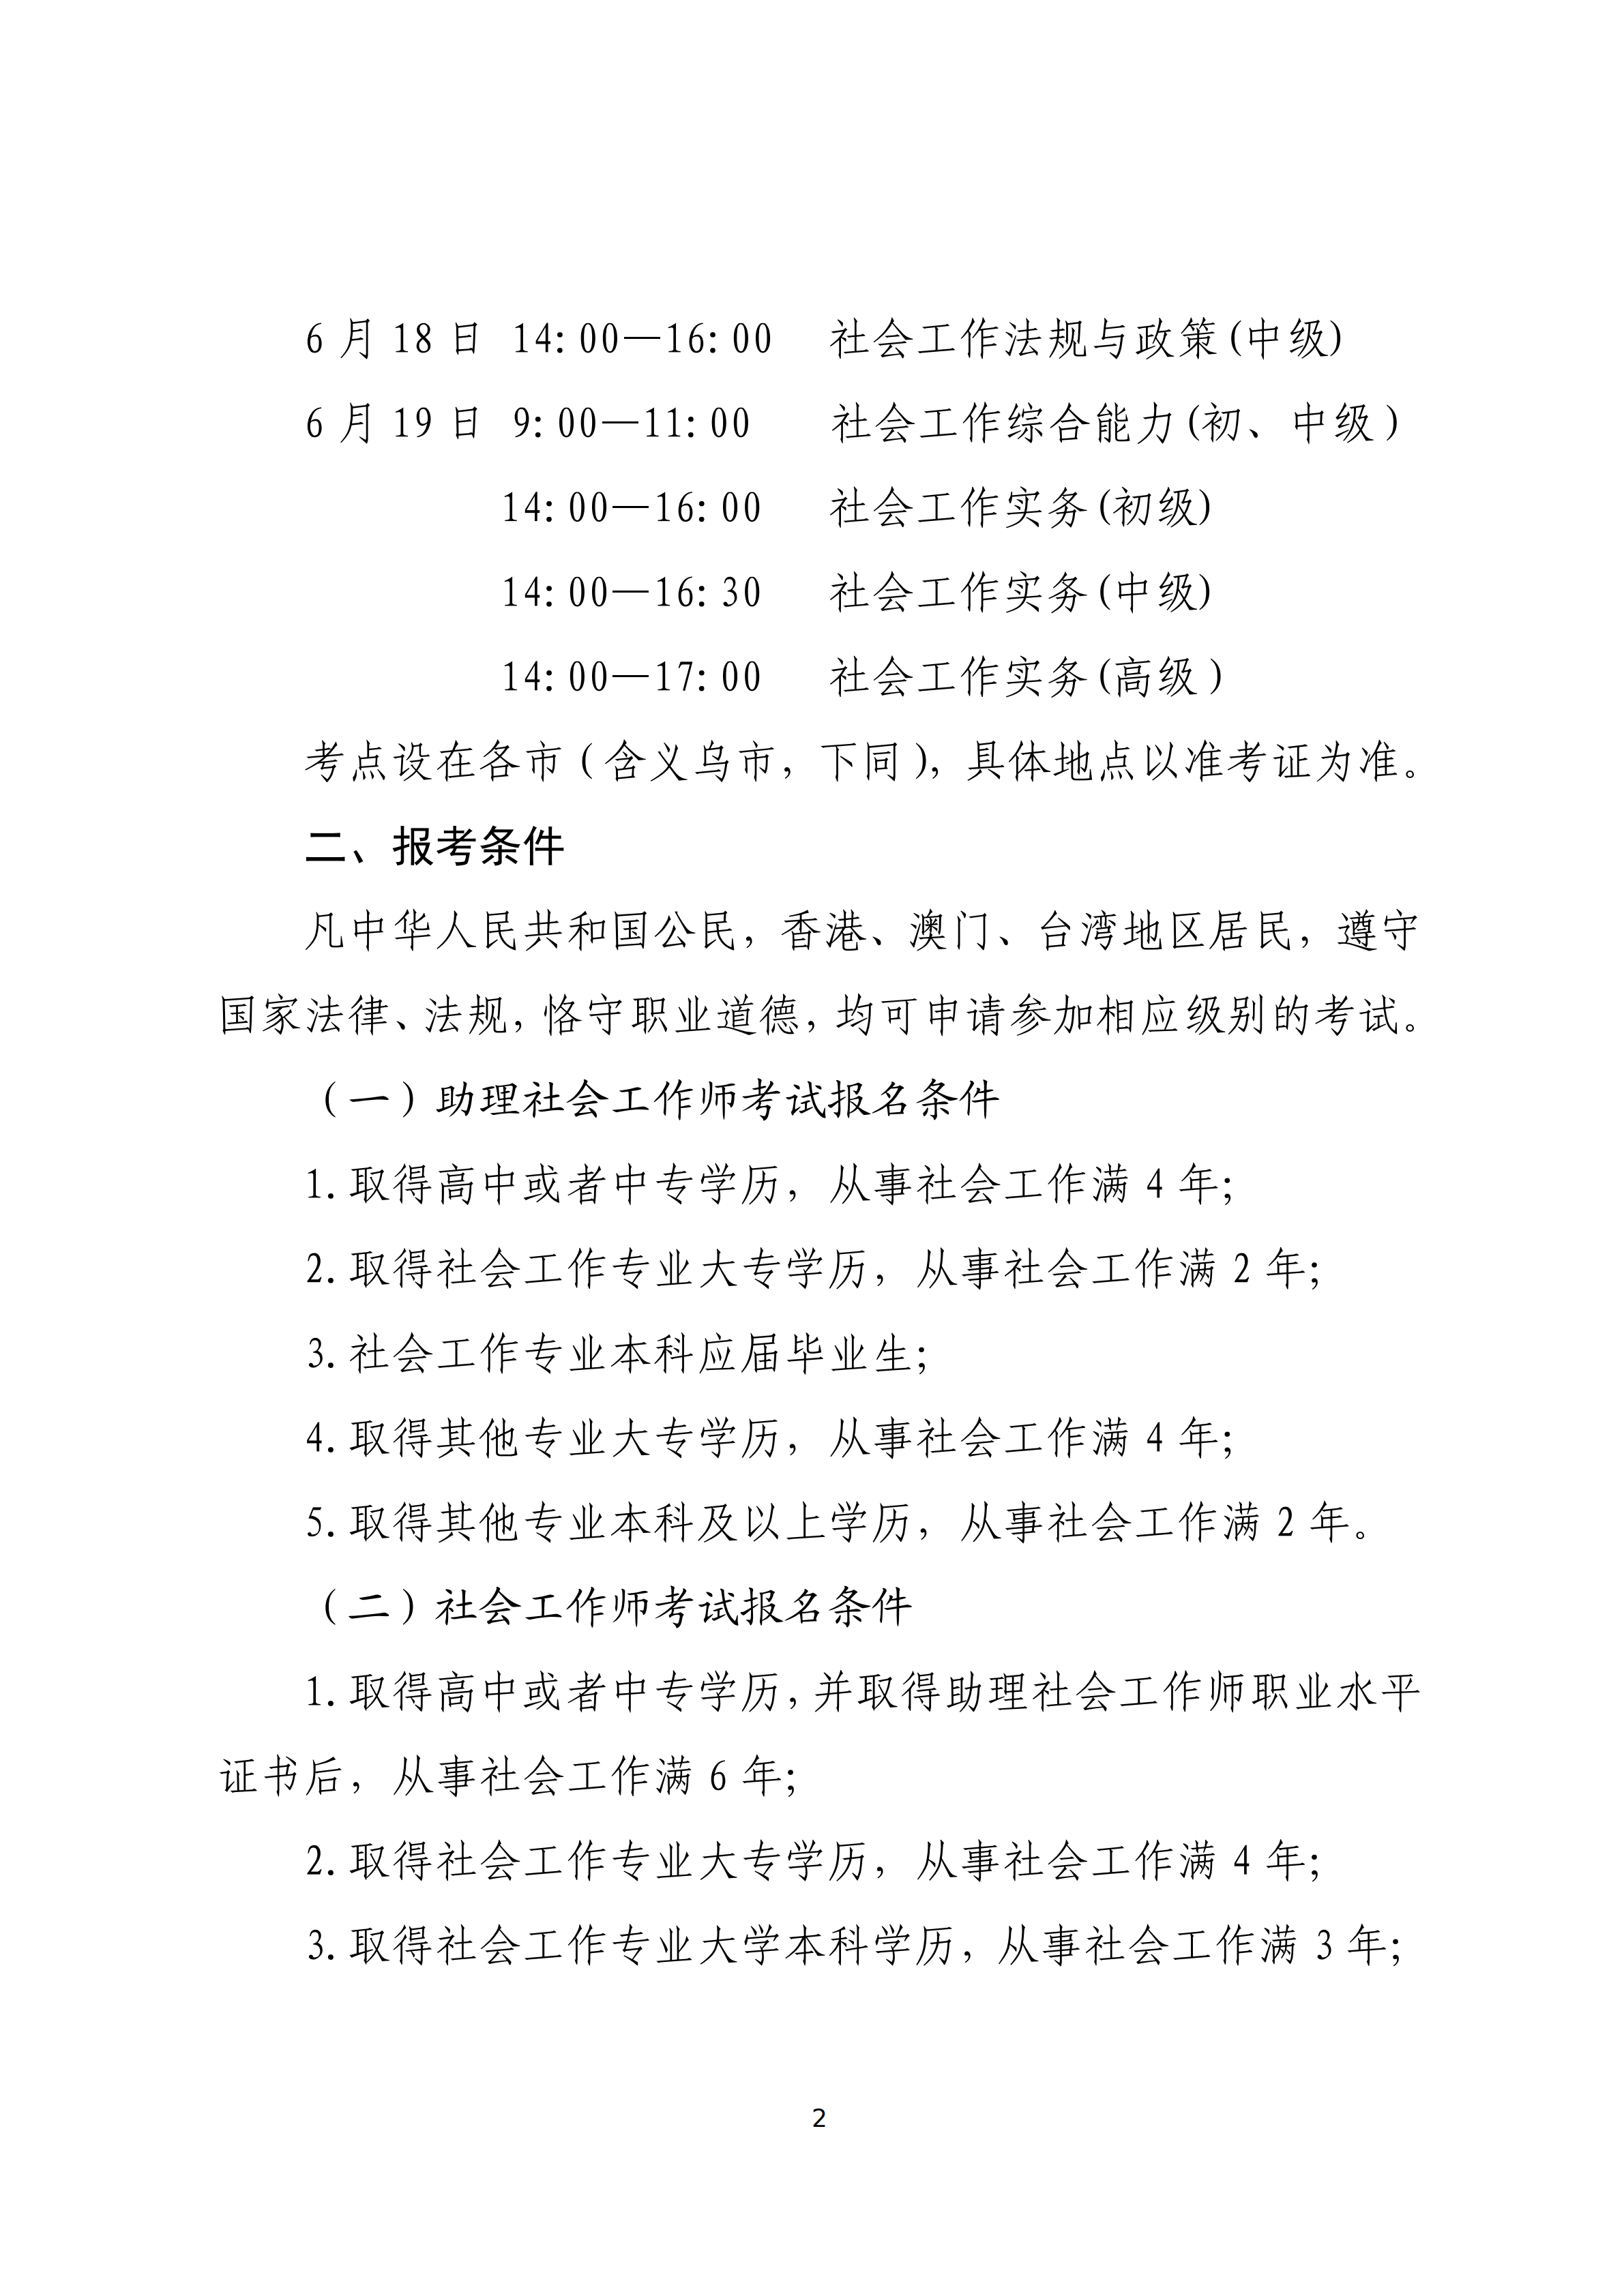 6 月 18 日 14：00—16：00 社会工作法规与政策(中级)
6 月 19 日 9：00—11：00 社会工作综合能力(初、中级）
14：00—16：00 社会工作实务(初级)
14：00—16：30 社会工作实务(中级)
14：00—17：00 社会工作实务(高级）
考点设在各市（含义乌市，下同），具体地点以准考证为准。
二、报考条件
凡中华人民共和国公民，香港、澳门、台湾地区居民，遵守
国家法律、法规，恪守职业道德，均可申请参加相应级别的考试。
（一）助理社会工作师考试报名条件
1.取得高中或者中专学历，从事社会工作满 4 年；
2.取得社会工作专业大专学历，从事社会工作满 2 年；
3.社会工作专业本科应届毕业生；
4.取得其他专业大专学历，从事社会工作满 4 年；
5.取得其他专业本科及以上学历，从事社会工作满 2 年。
（二）社会工作师考试报名条件
1.取得高中或者中专学历，并取得助理社会工作师职业水平
证书后，从事社会工作满 6 年；
2.取得社会工作专业大专学历，从事社会工作满 4 年；
3.取得社会工作专业大学本科学历，从事社会工作满 3 年；
2